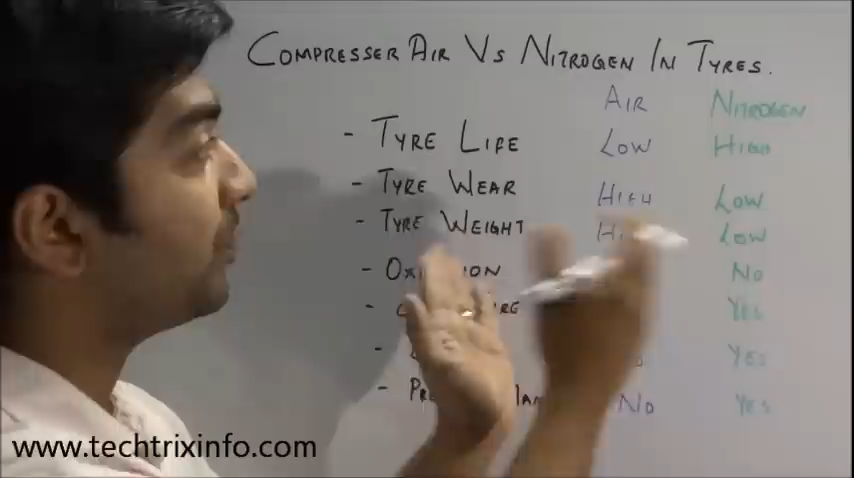 COMPRESSER AIR VS NITROGEN IN TYRES.
AIR NITROGEN
- TYRE LIFE LOW HIGH
- TYRE WEAR HIGH LOW
- TYRE WEIGHT LOW
- NO
- YES
- YES
- NO YES
www.techtrixinfo.com